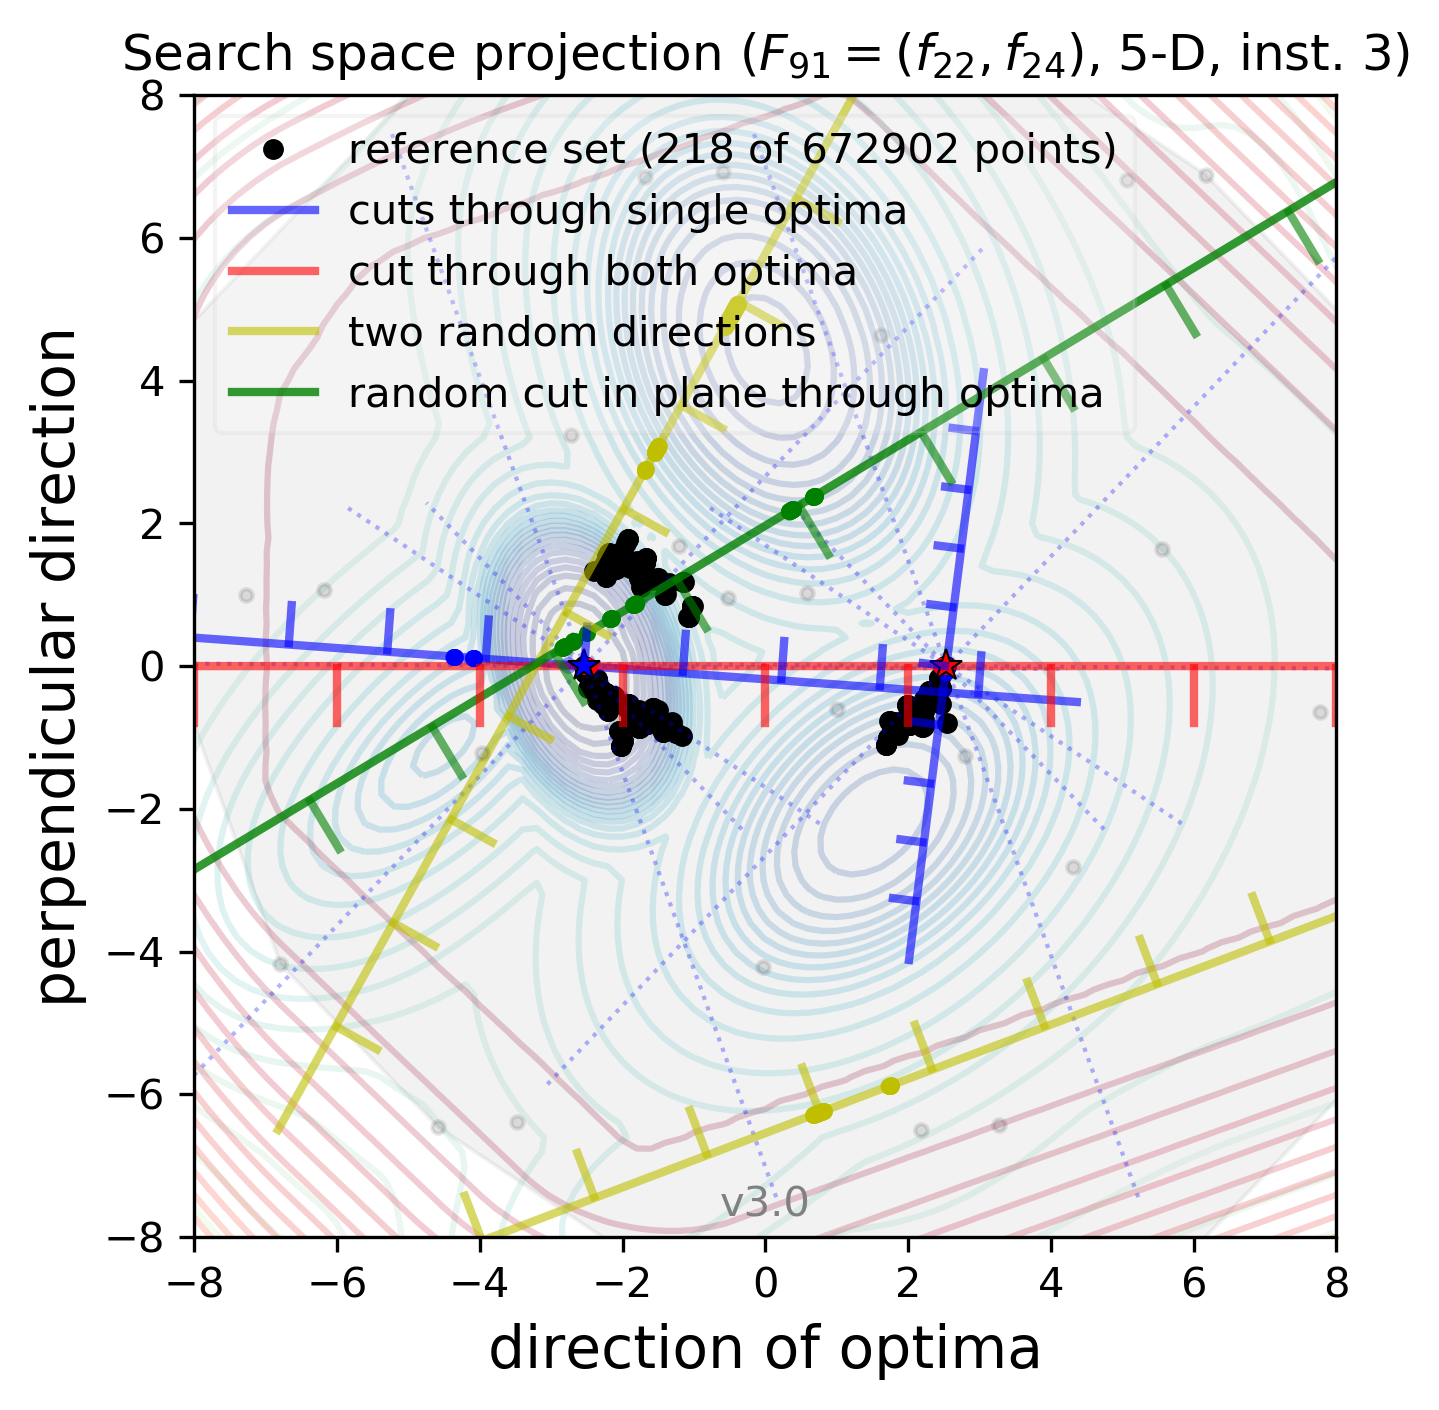 Search space projection (F₉₁ = (f₂₂, f₂₄), 5-D, inst. 3)
reference set (218 of 672902 points)
cuts through single optima
cut through both optima
two random directions
random cut in plane through optima
perpendicular direction
8
6
4
2
0
−2
−4
−6
−8
v3.0
−8 −6 −4 −2 0 2 4 6 8
direction of optima